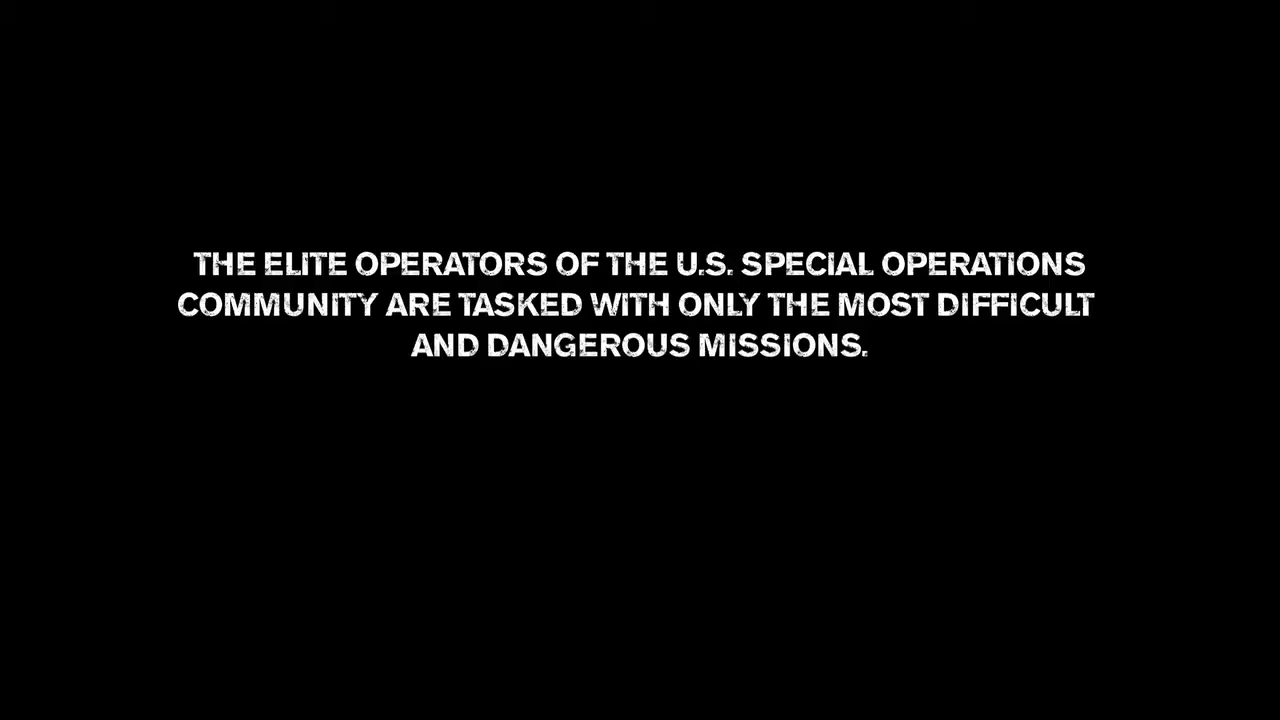 THE ELITE OPERATORS OF THE U.S. SPECIAL OPERATIONS
COMMUNITY ARE TASKED WITH ONLY THE MOST DIFFICULT
AND DANGEROUS MISSIONS.